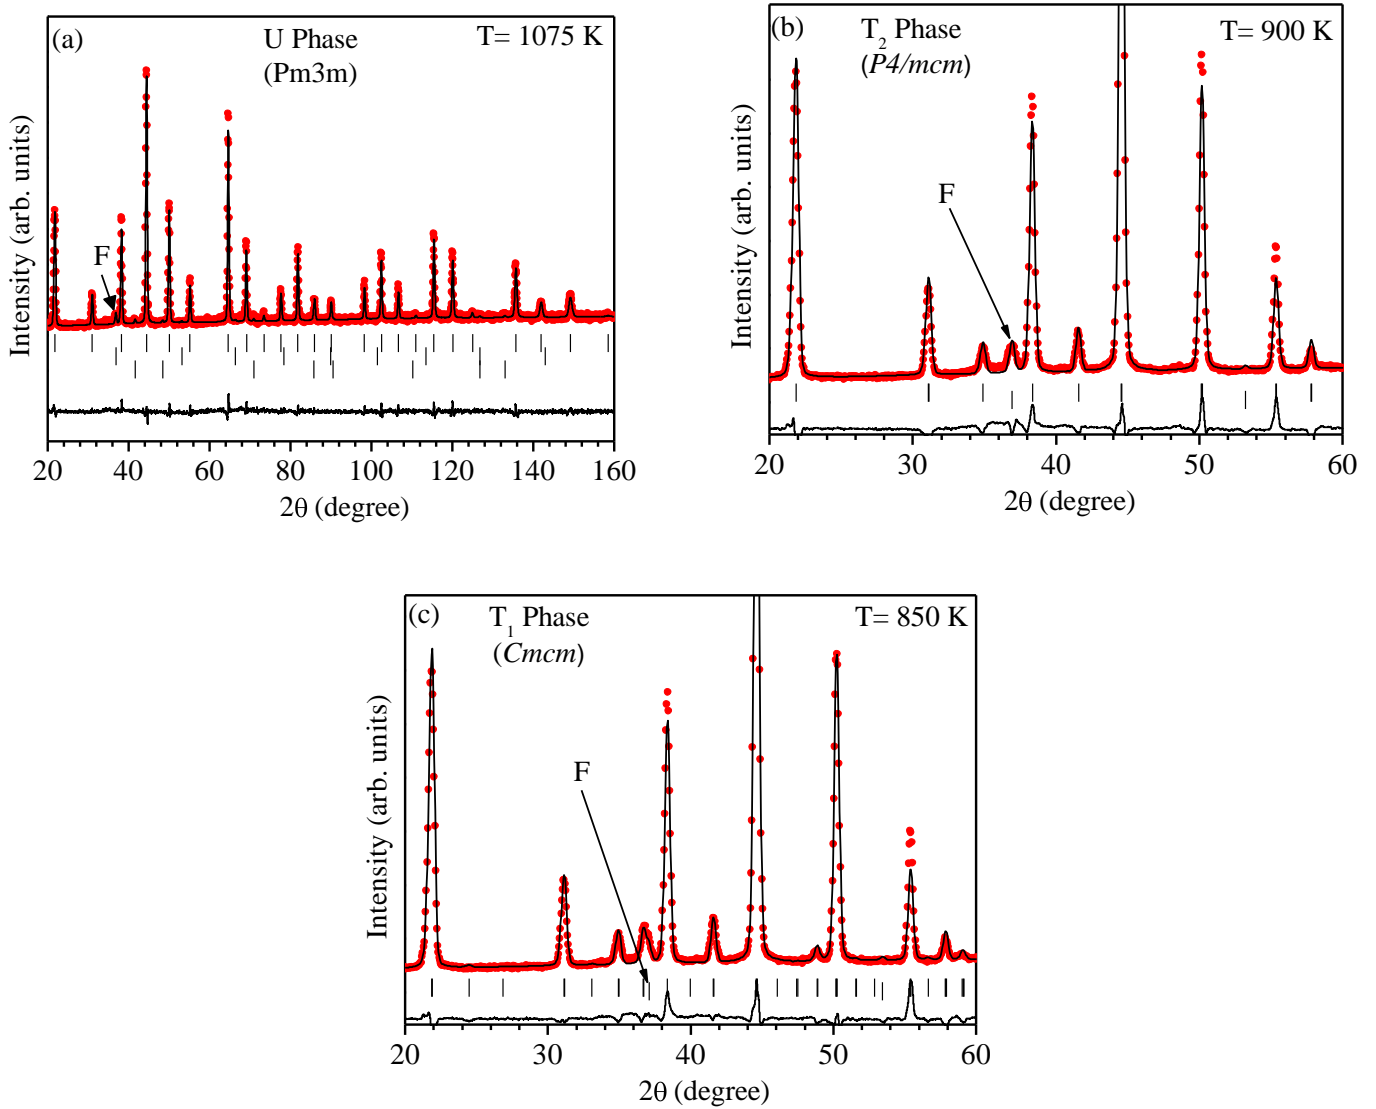 (a)
U Phase
(Pm3m)
T= 1075 K
F
Intensity (arb. units)
20 40 60 80 100 120 140 160
2θ (degree)
(b)
T2 Phase
(P4/mcm)
T= 900 K
F
Intensity (arb. units)
20 30 40 50 60
2θ (degree)
(c)
T1 Phase
(Cmcm)
T= 850 K
F
Intensity (arb. units)
20 30 40 50 60
2θ (degree)